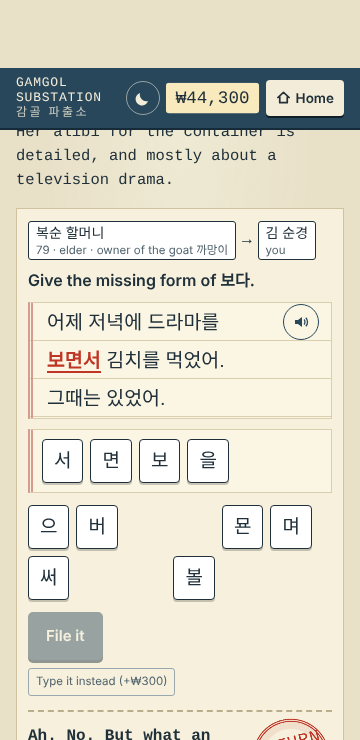 GAMGOL
SUBSTATION
감골 파출소
₩44,300
Home
Her alibi for the container is
detailed, and mostly about a
television drama.
복순 할머니
79 · elder · owner of the goat 까망이
→
김 순경
you
Give the missing form of 보다.
어제 저녁에 드라마를
보면서 김치를 먹었어.
그때는 있었어.
서 면 보 을
으 버 묜 며
써 볼
File it
Type it instead (+₩300)
Ah. No. But what an